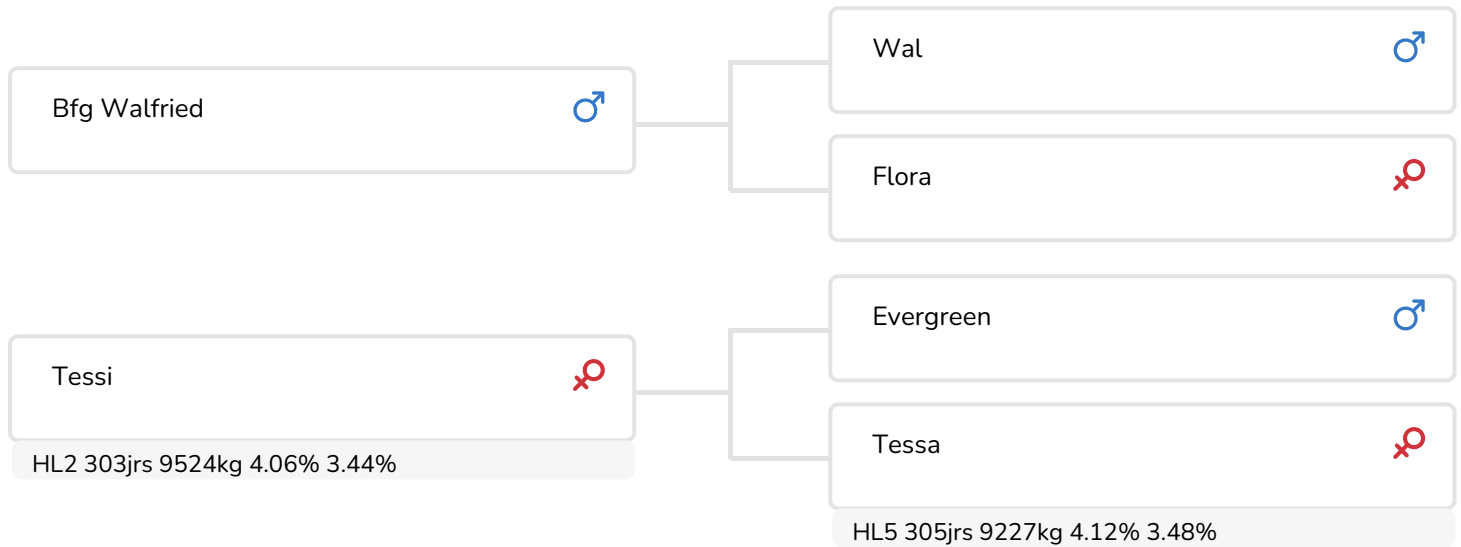 Bfg Walfried
Wal
Flora
Tessi
HL2 303jrs 9524kg 4.06% 3.44%
Evergreen
Tessa
HL5 305jrs 9227kg 4.12% 3.48%